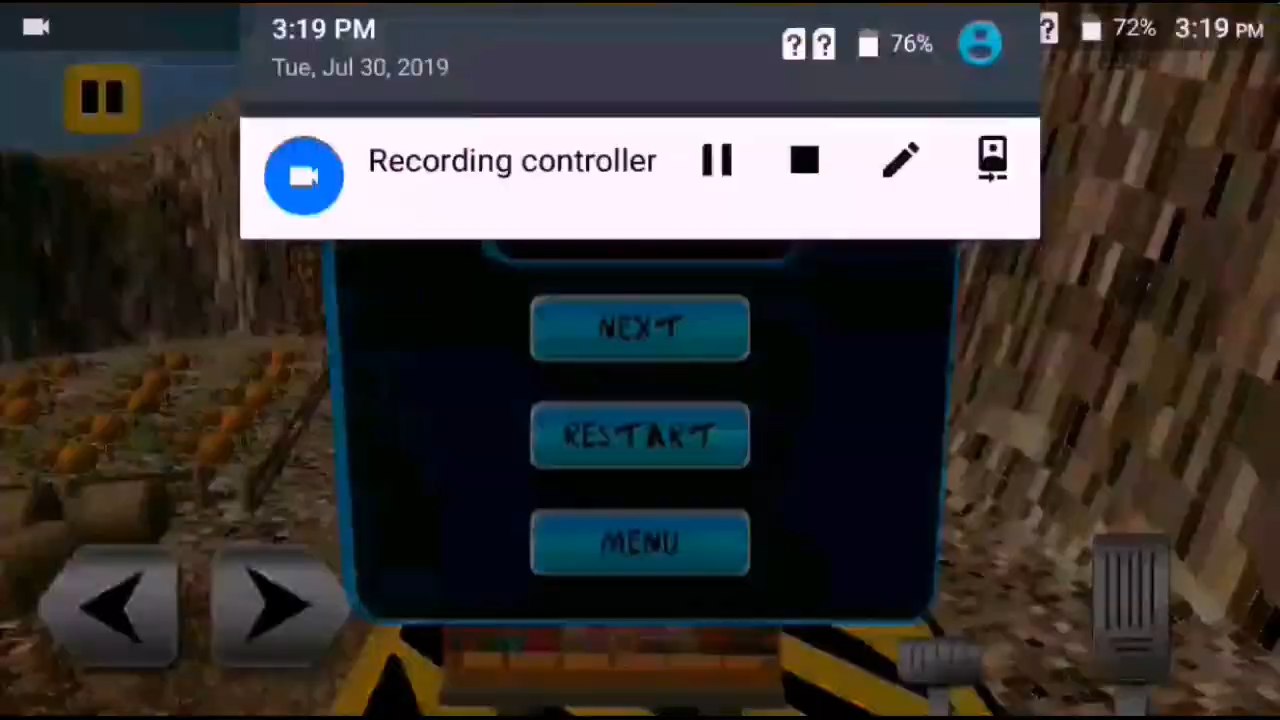 3:19 PM
76%
72% 3:19 PM
Tue, Jul 30, 2019
Recording controller
NEXT
RESTART
MENU